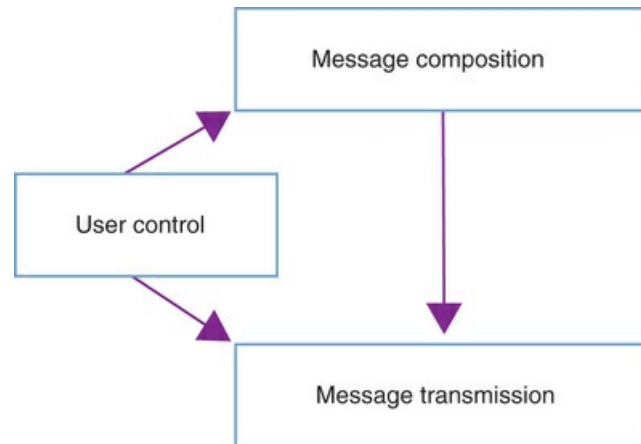 Message composition
User control
Message transmission